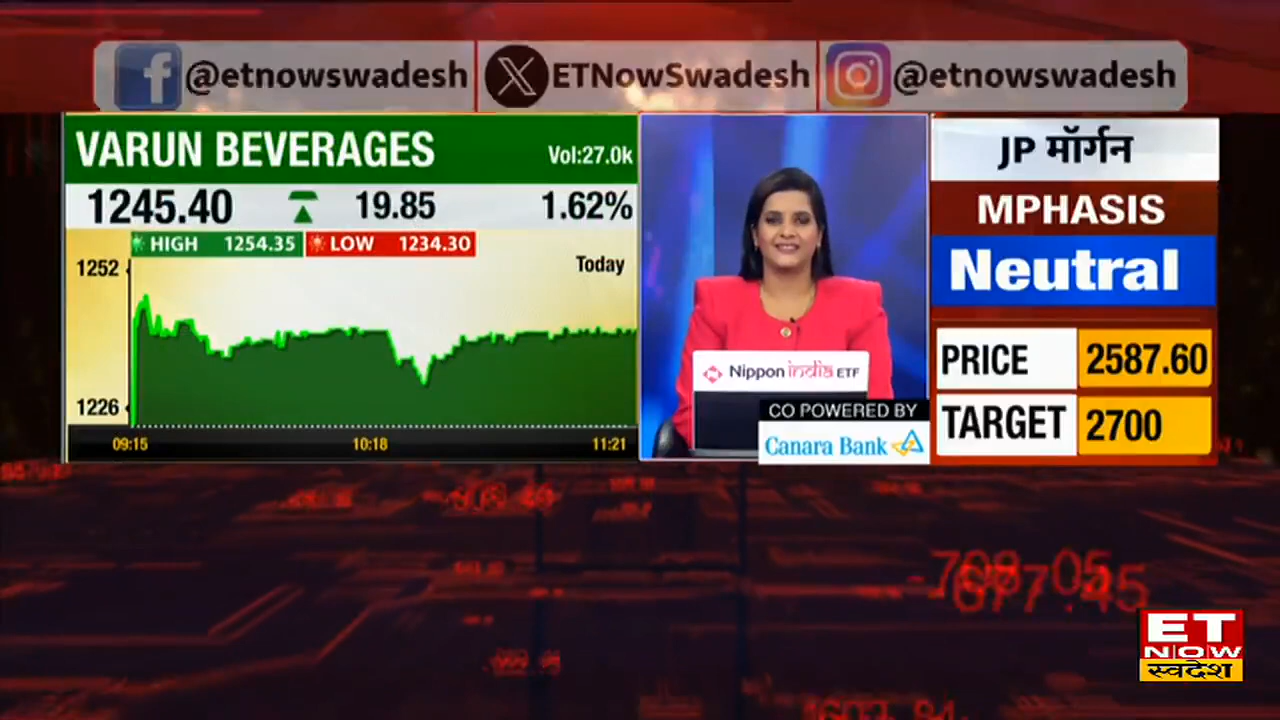 @etnowswadesh
ETNowSwadesh
@etnowswadesh
VARUN BEVERAGES Vol:27.0k
1245.40 19.85 1.62%
HIGH 1254.35 LOW 1234.30
Today
1252
1226
09:15 10:18 11:21
Nippon india ETF
CO POWERED BY
Canara Bank
JP मॉर्गन
MPHASIS
Neutral
PRICE 2587.60
TARGET 2700
677.45
ET
NOW
स्वदेश